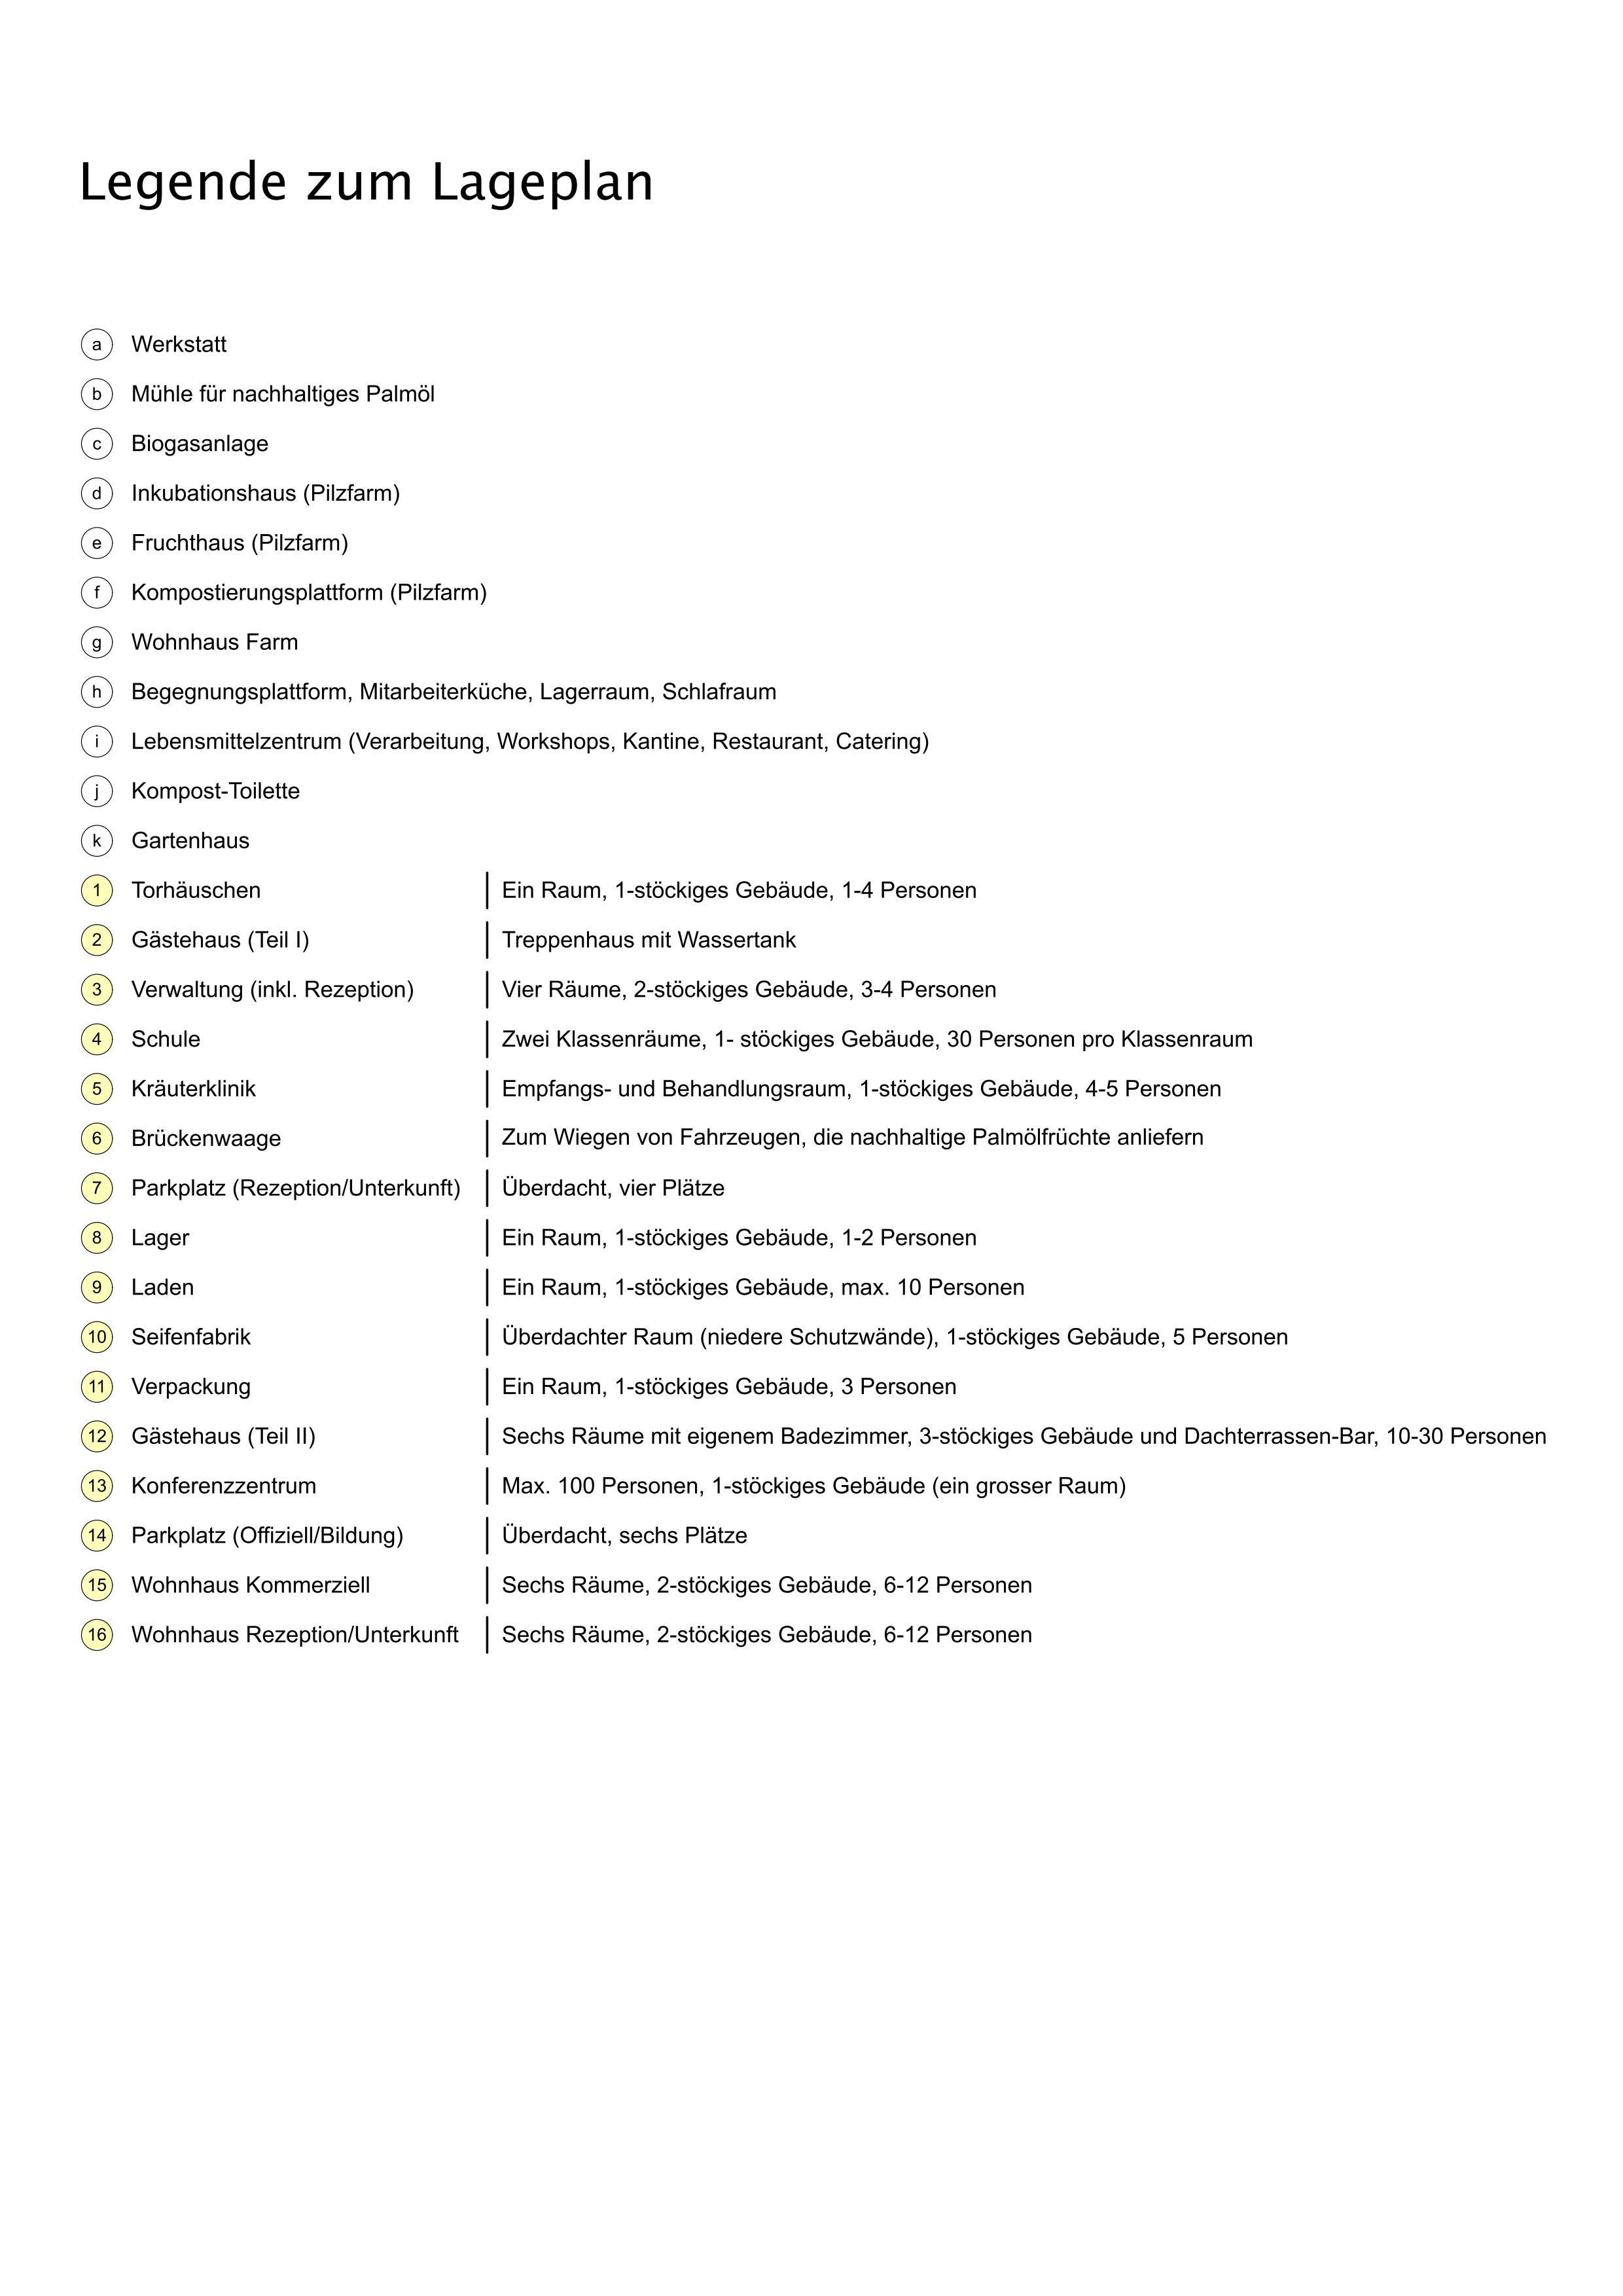 Legende zum Lageplan
a Werkstatt
b Mühle für nachhaltiges Palmöl
c Biogasanlage
d Inkubationshaus (Pilzfarm)
e Fruchthaus (Pilzfarm)
f Kompostierungsplattform (Pilzfarm)
g Wohnhaus Farm
h Begegnungsplattform, Mitarbeiterküche, Lagerraum, Schlafraum
i Lebensmittelzentrum (Verarbeitung, Workshops, Kantine, Restaurant, Catering)
j Kompost-Toilette
k Gartenhaus
1 Torhäuschen Ein Raum, 1-stöckiges Gebäude, 1-4 Personen
2 Gästehaus (Teil I) Treppenhaus mit Wassertank
3 Verwaltung (inkl. Rezeption) Vier Räume, 2-stöckiges Gebäude, 3-4 Personen
4 Schule Zwei Klassenräume, 1- stöckiges Gebäude, 30 Personen pro Klassenraum
5 Kräuterklinik Empfangs- und Behandlungsraum, 1-stöckiges Gebäude, 4-5 Personen
6 Brückenwaage Zum Wiegen von Fahrzeugen, die nachhaltige Palmölfrüchte anliefern
7 Parkplatz (Rezeption/Unterkunft) Überdacht, vier Plätze
8 Lager Ein Raum, 1-stöckiges Gebäude, 1-2 Personen
9 Laden Ein Raum, 1-stöckiges Gebäude, max. 10 Personen
10 Seifenfabrik Überdachter Raum (niedere Schutzwände), 1-stöckiges Gebäude, 5 Personen
11 Verpackung Ein Raum, 1-stöckiges Gebäude, 3 Personen
12 Gästehaus (Teil II) Sechs Räume mit eigenem Badezimmer, 3-stöckiges Gebäude und Dachterrassen-Bar, 10-30 Personen
13 Konferenzzentrum Max. 100 Personen, 1-stöckiges Gebäude (ein grosser Raum)
14 Parkplatz (Offiziell/Bildung) Überdacht, sechs Plätze
15 Wohnhaus Kommerziell Sechs Räume, 2-stöckiges Gebäude, 6-12 Personen
16 Wohnhaus Rezeption/Unterkunft Sechs Räume, 2-stöckiges Gebäude, 6-12 Personen